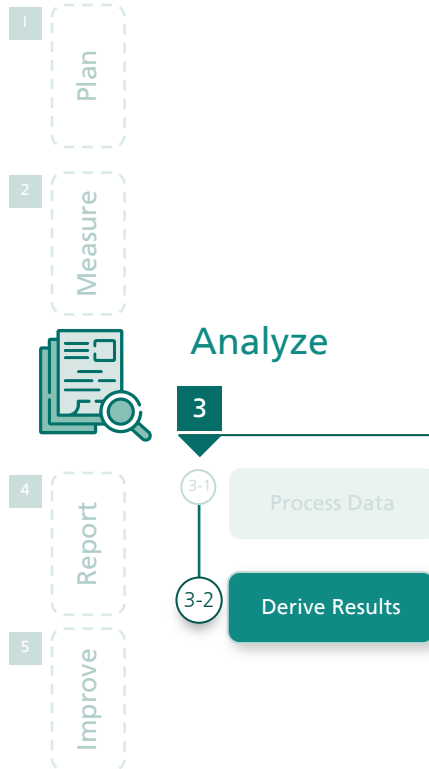 1
Plan
2
Measure
Analyze
3
3-1
Process Data
3-2
Derive Results
4
Report
5
Improve